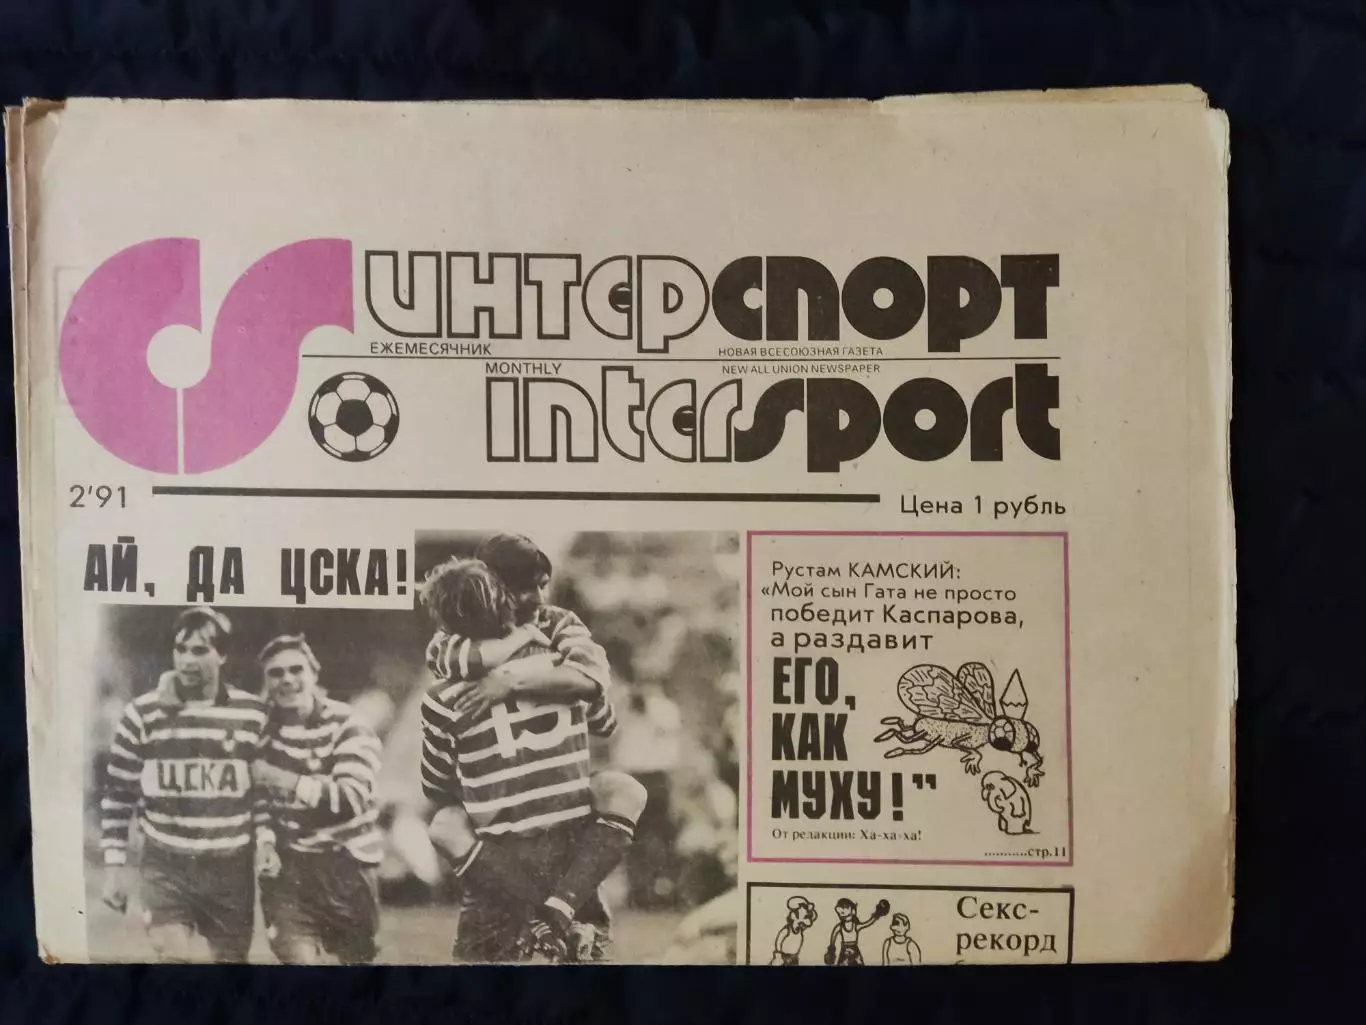 CS
ИНТЕРСПОРТ
ЕЖЕМЕСЯЧНИК
НОВАЯ ВСЕСОЮЗНАЯ ГАЗЕТА
MONTHLY
NEW ALL UNION NEWSPAPER
interSport
2'91
Цена 1 рубль
АЙ, ДА ЦСКА!
ЦСКА
15
Рустам КАМСКИЙ:
«Мой сын Гата не просто
победит Каспарова,
а раздавит
ЕГО,
КАК
МУХУ!"
От редакции: Ха-ха-ха!
...........стр.11
Секс-
рекорд